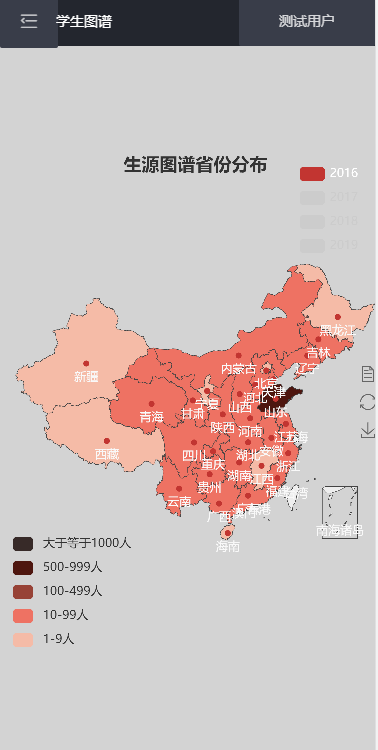 学生图谱
测试用户
生源图谱省份分布
2016
2017
2018
2019
黑龙江
吉林
新疆
内蒙古
辽宁
北京
天津
宁夏
河北
青海
甘肃
山西
山东
陕西
河南
江苏
西藏
四川
湖北
安徽
重庆
浙江
贵州
湖南
江西
云南
福建
台湾
广西
广东
海南
南海诸岛
大于等于1000人
500-999人
100-499人
10-99人
1-9人